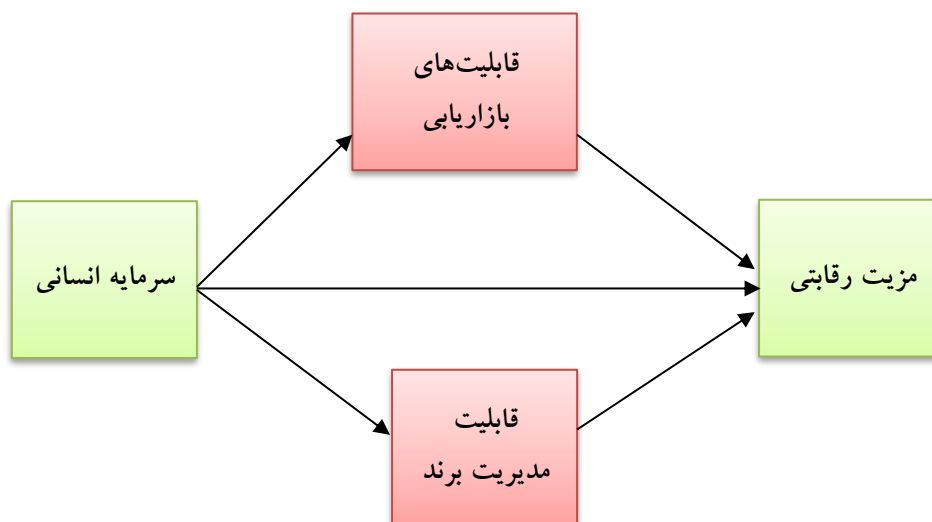 قابلیت‌های
بازاریابی
سرمایه انسانی
مزیت رقابتی
قابلیت
مدیریت برند